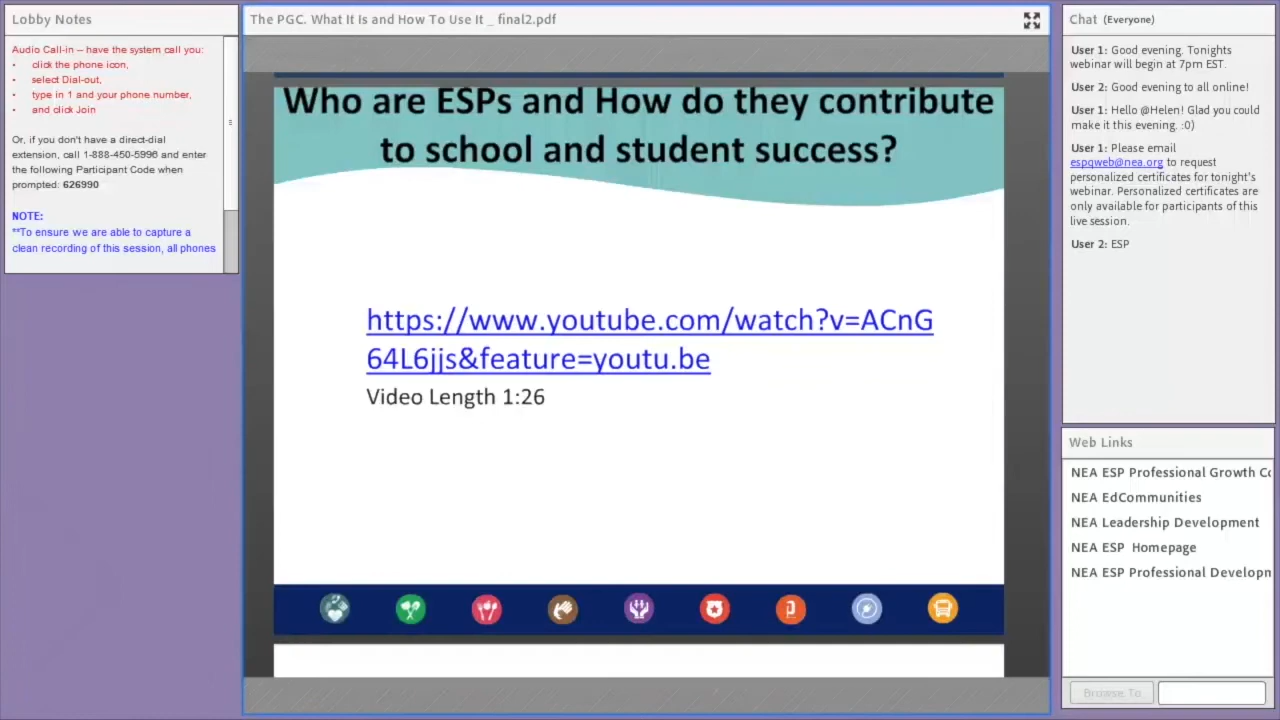 Lobby Notes
Audio Call-in – have the system call you:
• click the phone icon,
• select Dial-out,
• type in 1 and your phone number,
• and click Join
Or, if you don't have a direct-dial
extension, call 1-888-450-5996 and enter
the following Participant Code when
prompted: 626990
NOTE:
**To ensure we are able to capture a
clean recording of this session, all phones
The PGC. What It Is and How To Use It _ final2.pdf
Who are ESPs and How do they contribute
to school and student success?
https://www.youtube.com/watch?v=ACnG
64L6jjs&feature=youtu.be
Video Length 1:26
Chat (Everyone)
User 1: Good evening. Tonights
webinar will begin at 7pm EST.
User 2: Good evening to all online!
User 1: Hello @Helen! Glad you could
make it this evening. :0)
User 1: Please email
espqweb@nea.org to request
personalized certificates for tonight's
webinar. Personalized certificates are
only available for participants of this
live session.
User 2: ESP
Web Links
NEA ESP Professional Growth Co
NEA EdCommunities
NEA Leadership Development
NEA ESP Homepage
NEA ESP Professional Developn
Browse To